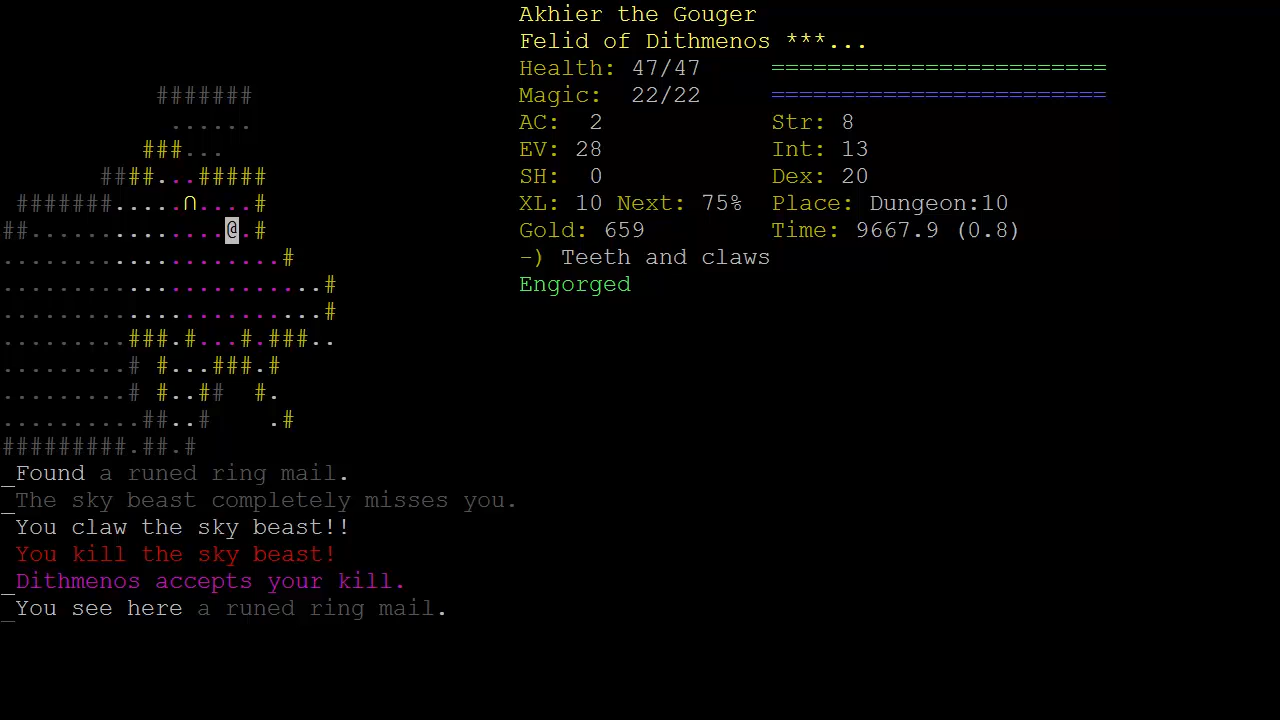 Akhier the Gouger
Felid of Dithmenos ***...
Health: 47/47 ========================
Magic:  22/22 ========================
AC:  2 Str: 8
EV: 28 Int: 13
SH:  0 Dex: 20
XL: 10 Next: 75% Place: Dungeon:10
Gold: 659 Time: 9667.9 (0.8)
-) Teeth and claws
Engorged
_Found a runed ring mail.
_The sky beast completely misses you.
You claw the sky beast!!
You kill the sky beast!
_Dithmenos accepts your kill.
_You see here a runed ring mail.